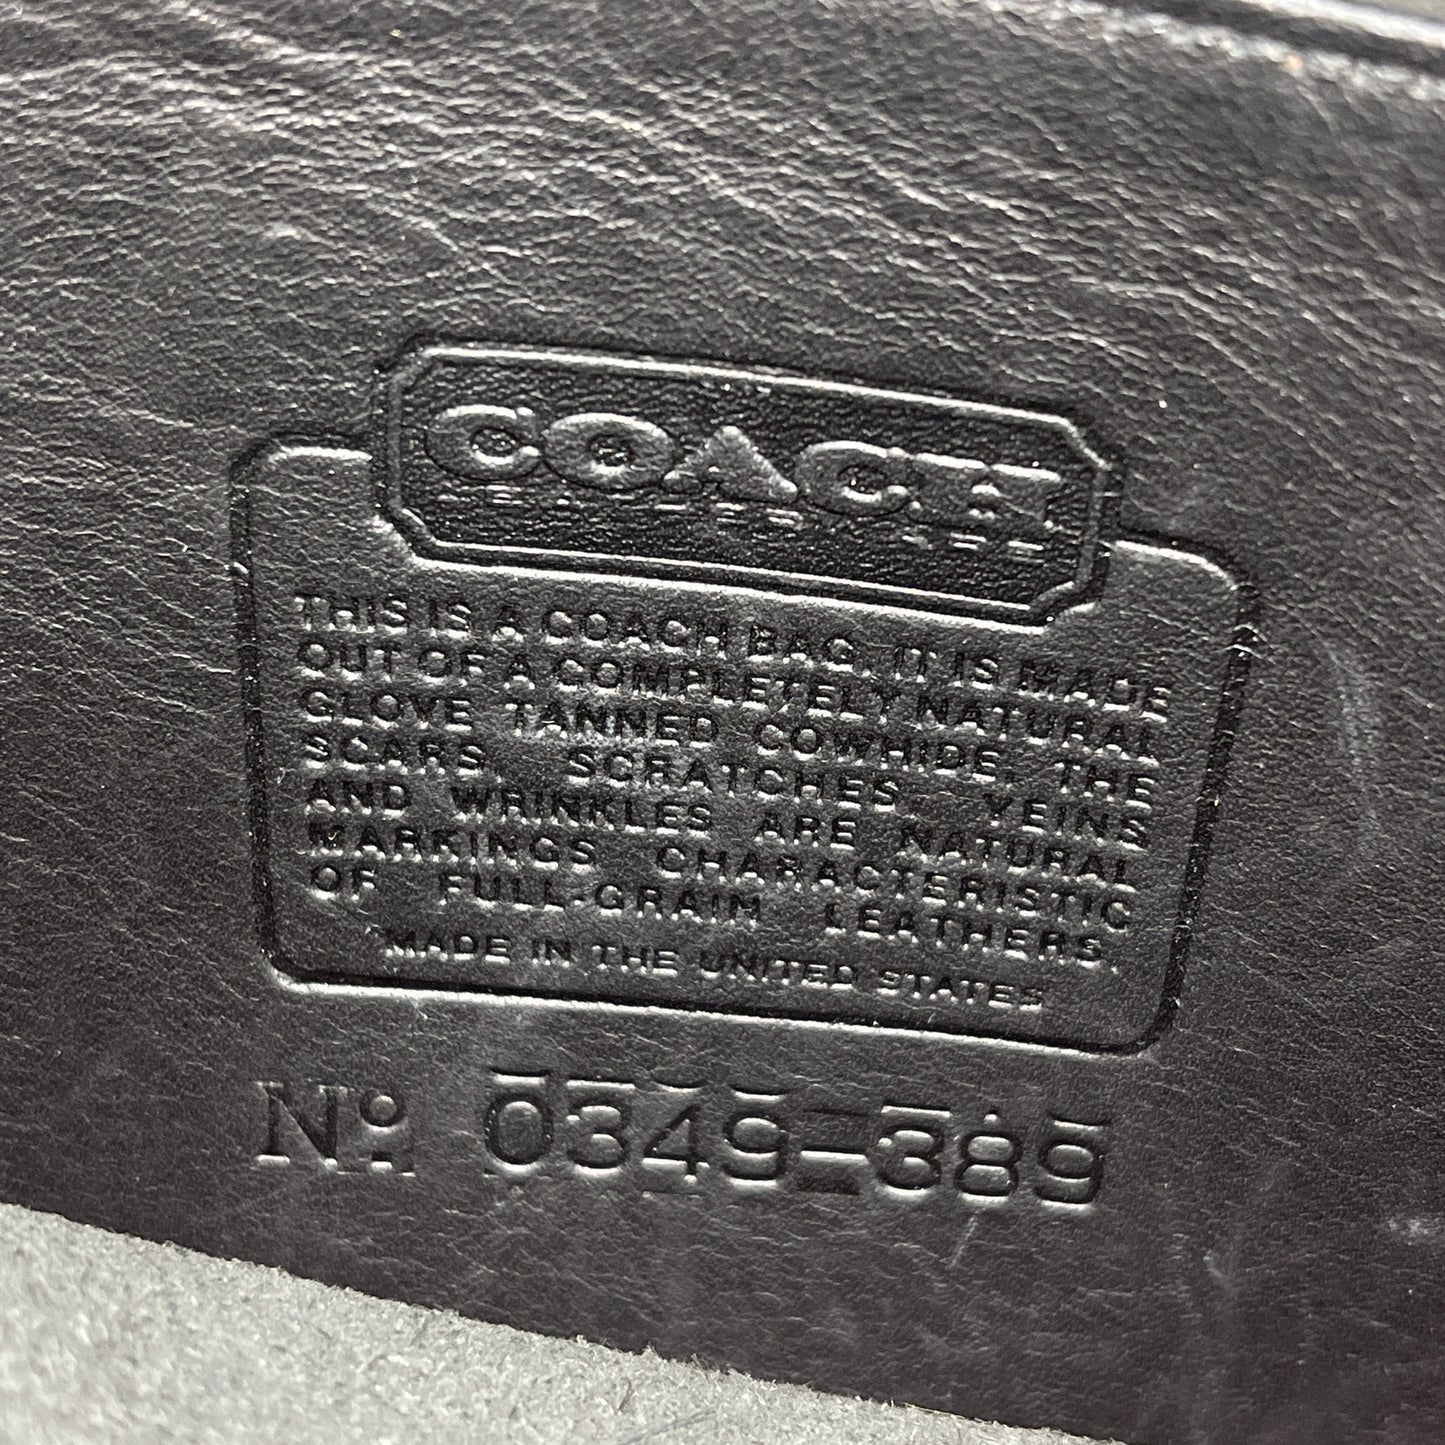 COACH
LEATHERWARE
THIS IS A COACH BAG. IT IS MADE
OUT OF A COMPLETELY NATURAL
GLOVE TANNED COWHIDE. THE
SCARS, SCRATCHES, VEINS
AND WRINKLES ARE NATURAL
MARKINGS CHARACTERISTIC
OF FULL-GRAIN LEATHERS.
MADE IN THE UNITED STATES
No 0349-389